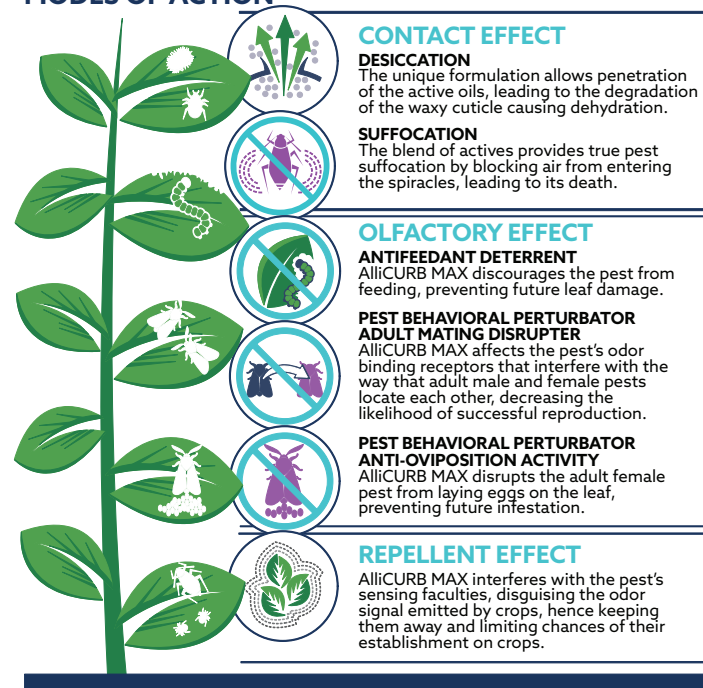 MODES OF ACTION
CONTACT EFFECT
DESICCATION
The unique formulation allows penetration
of the active oils, leading to the degradation
of the waxy cuticle causing dehydration.
SUFFOCATION
The blend of actives provides true pest
suffocation by blocking air from entering
the spiracles, leading to its death.
OLFACTORY EFFECT
ANTIFEEDANT DETERRENT
AlliCURB MAX discourages the pest from
feeding, preventing future leaf damage.
PEST BEHAVIORAL PERTURBATOR
ADULT MATING DISRUPTER
AlliCURB MAX affects the pest's odor
binding receptors that interfere with the
way that adult male and female pests
locate each other, decreasing the
likelihood of successful reproduction.
PEST BEHAVIORAL PERTURBATOR
ANTI-OVIPOSITION ACTIVITY
AlliCURB MAX disrupts the adult female
pest from laying eggs on the leaf,
preventing future infestation.
REPELLENT EFFECT
AlliCURB MAX interferes with the pest's
sensing faculties, disguising the odor
signal emitted by crops, hence keeping
them away and limiting chances of their
establishment on crops.